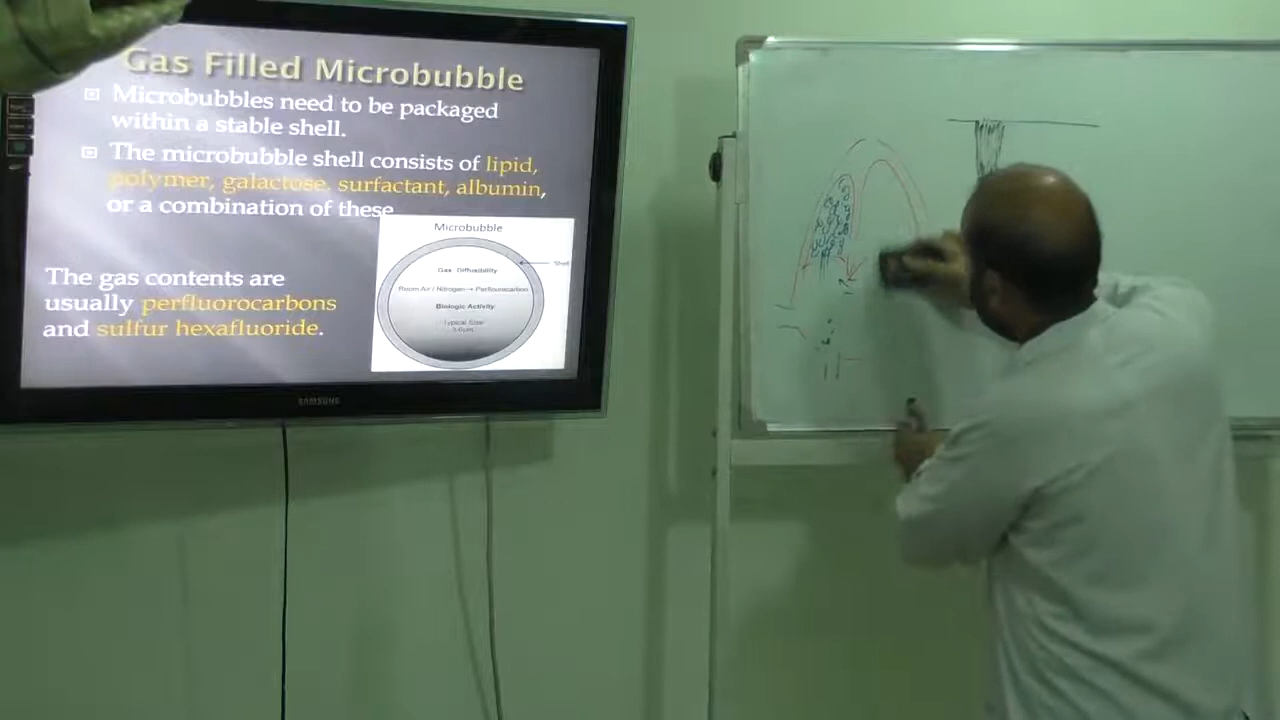 Gas Filled Microbubble
Microbubbles need to be packaged
within a stable shell.
The microbubble shell consists of lipid,
polymer, galactose, surfactant, albumin,
or a combination of these
Microbubble
Shell
Gas Diffusibility
Room Air / Nitrogen → Perflourocarbon
Biologic Activity
Typical Size
The gas contents are
usually perfluorocarbons
and sulfur hexafluoride.
SAMSUNG